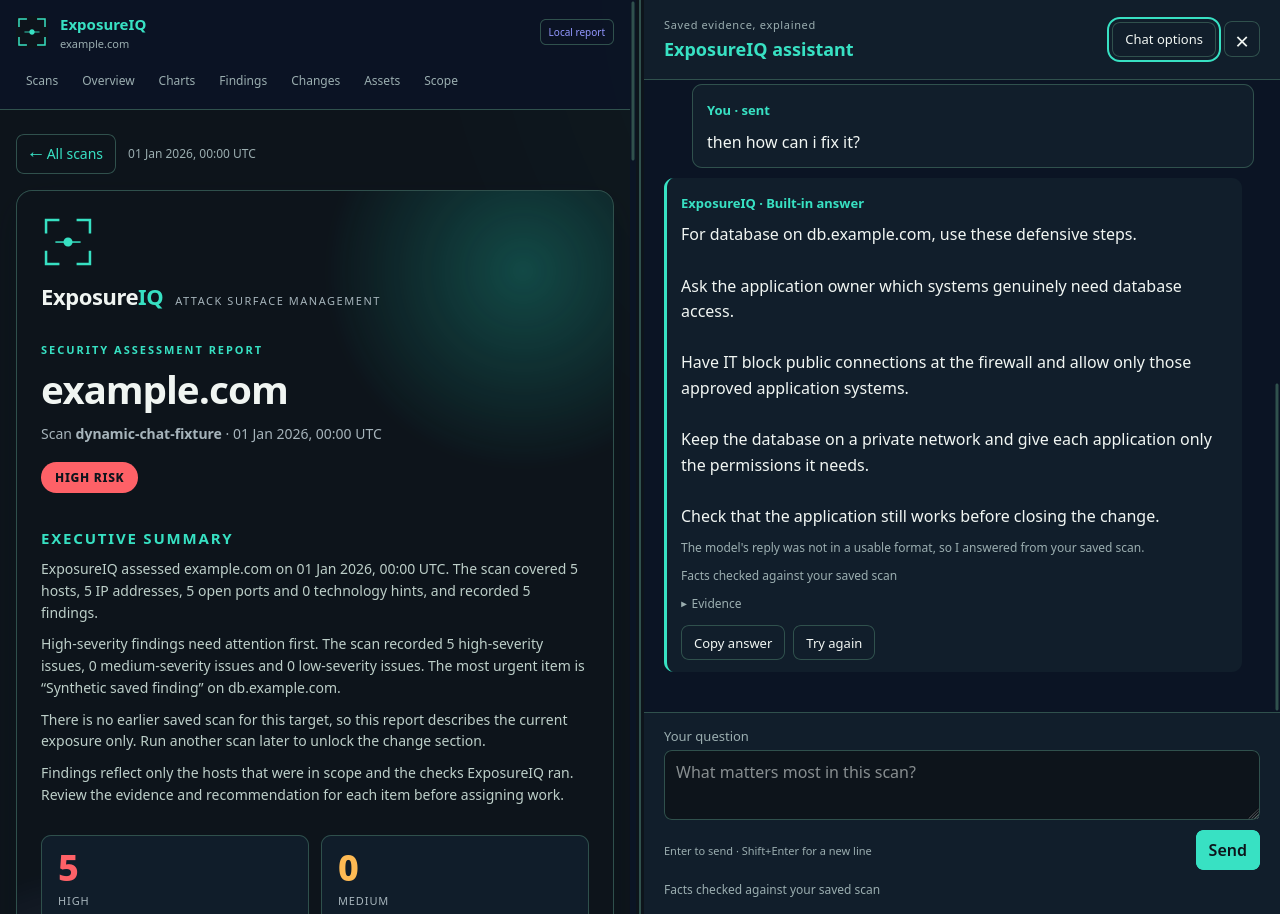 ExposureIQ
example.com
Local report
Scans Overview Charts Findings Changes Assets Scope
← All scans
01 Jan 2026, 00:00 UTC
ExposureIQ ATTACK SURFACE MANAGEMENT
SECURITY ASSESSMENT REPORT
example.com
Scan dynamic-chat-fixture · 01 Jan 2026, 00:00 UTC
HIGH RISK
EXECUTIVE SUMMARY
ExposureIQ assessed example.com on 01 Jan 2026, 00:00 UTC. The scan covered 5
hosts, 5 IP addresses, 5 open ports and 0 technology hints, and recorded 5
findings.
High-severity findings need attention first. The scan recorded 5 high-severity
issues, 0 medium-severity issues and 0 low-severity issues. The most urgent item is
“Synthetic saved finding” on db.example.com.
There is no earlier saved scan for this target, so this report describes the current
exposure only. Run another scan later to unlock the change section.
Findings reflect only the hosts that were in scope and the checks ExposureIQ ran.
Review the evidence and recommendation for each item before assigning work.
5
HIGH
0
MEDIUM
Saved evidence, explained
ExposureIQ assistant
Chat options
×
You · sent
then how can i fix it?
ExposureIQ · Built-in answer
For database on db.example.com, use these defensive steps.
Ask the application owner which systems genuinely need database
access.
Have IT block public connections at the firewall and allow only those
approved application systems.
Keep the database on a private network and give each application only
the permissions it needs.
Check that the application still works before closing the change.
The model's reply was not in a usable format, so I answered from your saved scan.
Facts checked against your saved scan
▸ Evidence
Copy answer
Try again
Your question
What matters most in this scan?
Enter to send · Shift+Enter for a new line
Send
Facts checked against your saved scan